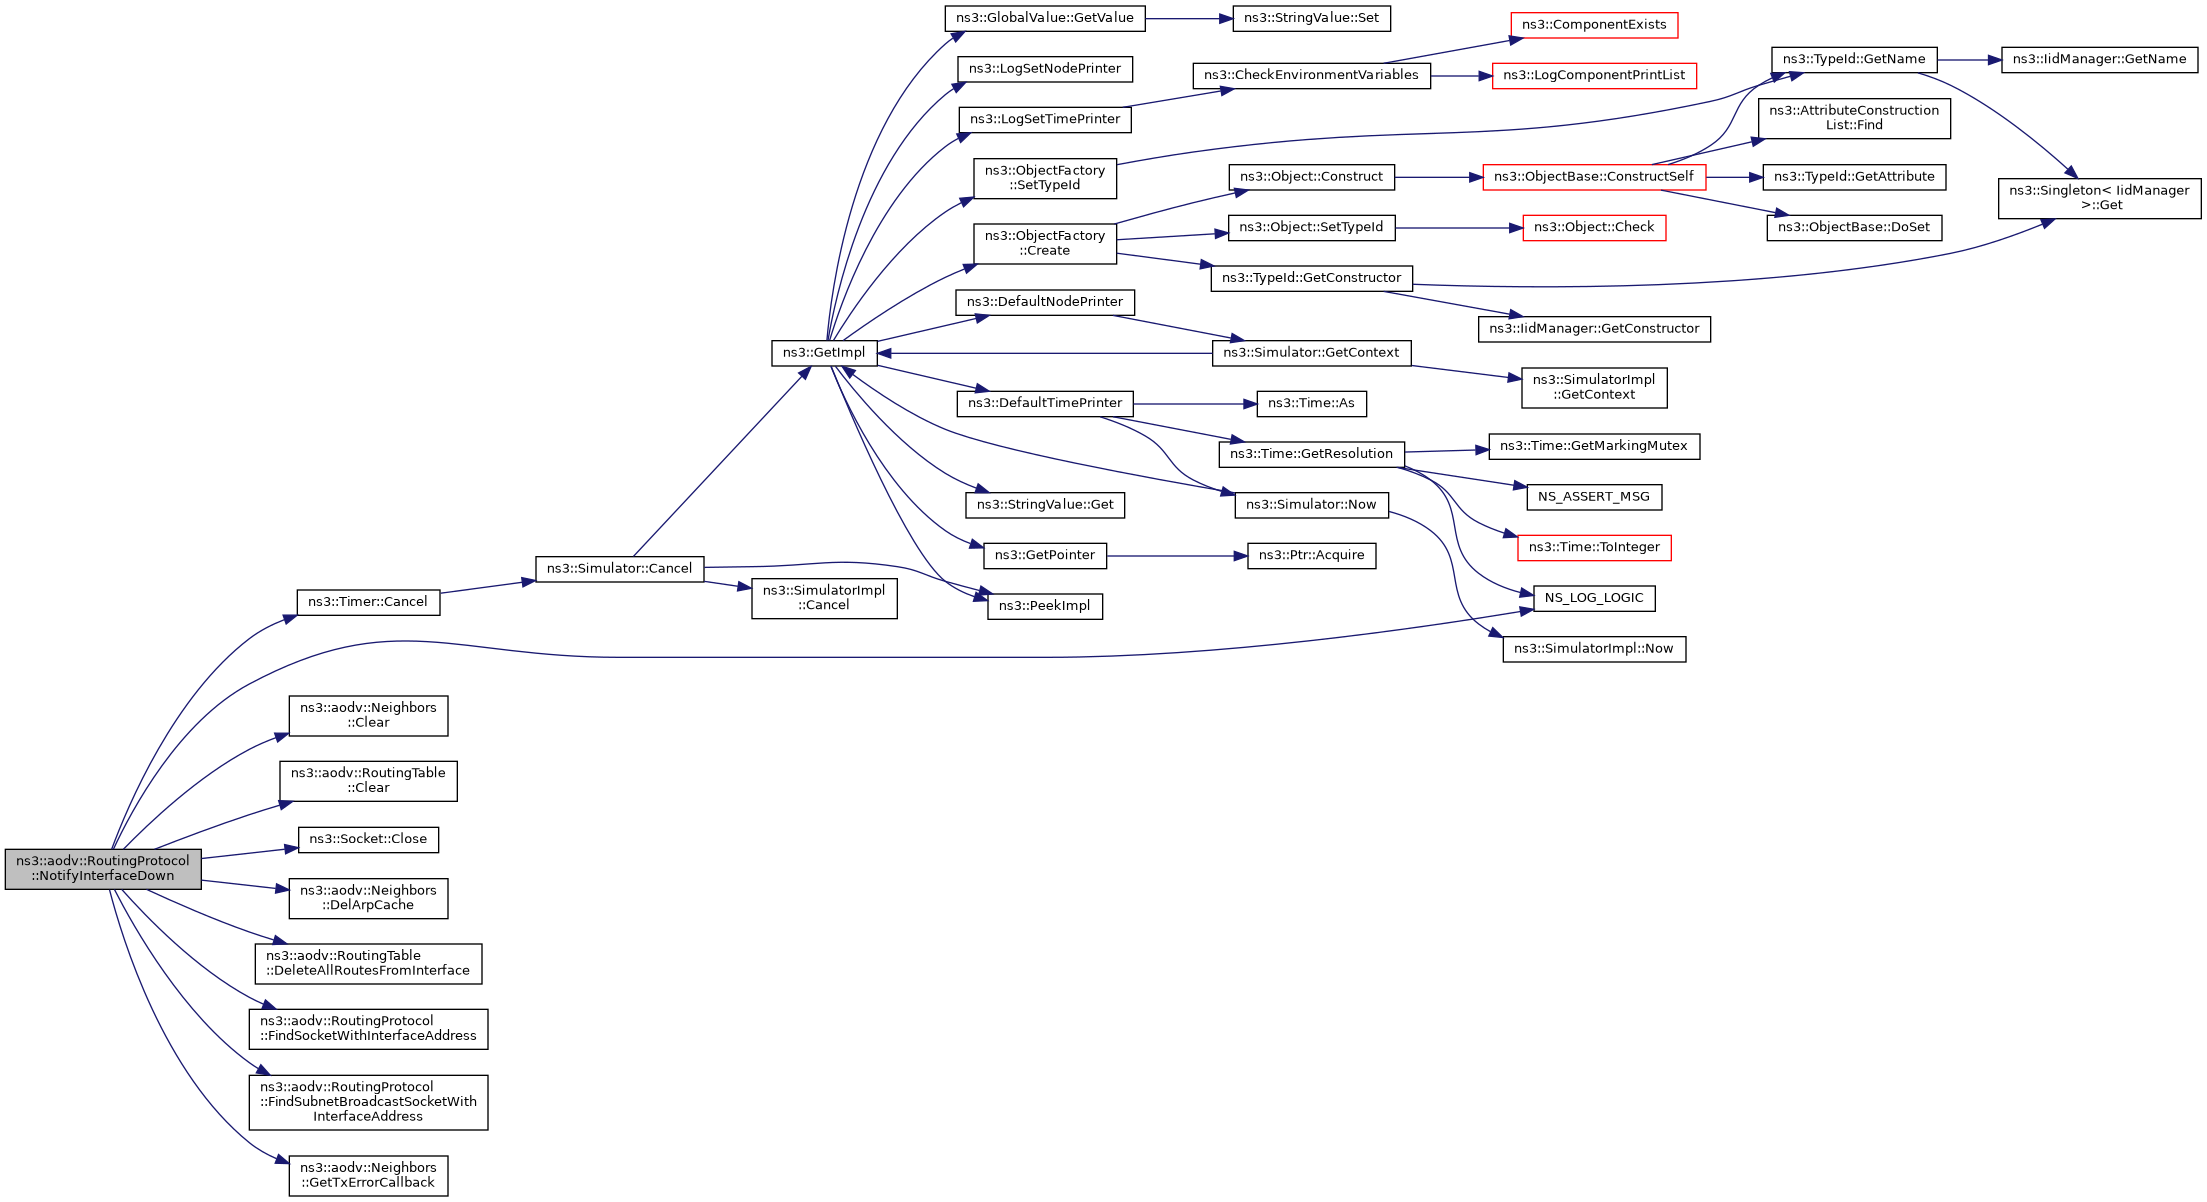 ns3::aodv::RoutingProtocol
::NotifyInterfaceDown
ns3::Timer::Cancel
ns3::aodv::Neighbors
::Clear
ns3::aodv::RoutingTable
::Clear
ns3::Socket::Close
ns3::aodv::Neighbors
::DelArpCache
ns3::aodv::RoutingTable
::DeleteAllRoutesFromInterface
ns3::aodv::RoutingProtocol
::FindSocketWithInterfaceAddress
ns3::aodv::RoutingProtocol
::FindSubnetBroadcastSocketWith
InterfaceAddress
ns3::aodv::Neighbors
::GetTxErrorCallback
ns3::Simulator::Cancel
ns3::GetImpl
ns3::SimulatorImpl
::Cancel
ns3::GlobalValue::GetValue
ns3::LogSetNodePrinter
ns3::LogSetTimePrinter
ns3::ObjectFactory
::SetTypeId
ns3::ObjectFactory
::Create
ns3::DefaultNodePrinter
ns3::DefaultTimePrinter
ns3::StringValue::Get
ns3::GetPointer
ns3::PeekImpl
ns3::StringValue::Set
ns3::CheckEnvironmentVariables
ns3::Object::Construct
ns3::Object::SetTypeId
ns3::TypeId::GetConstructor
ns3::Simulator::GetContext
ns3::Time::As
ns3::Time::GetResolution
ns3::Simulator::Now
ns3::Ptr::Acquire
ns3::ComponentExists
ns3::LogComponentPrintList
ns3::ObjectBase::ConstructSelf
ns3::Object::Check
ns3::IidManager::GetConstructor
ns3::SimulatorImpl
::GetContext
ns3::Time::GetMarkingMutex
NS_ASSERT_MSG
ns3::Time::ToInteger
NS_LOG_LOGIC
ns3::SimulatorImpl::Now
ns3::TypeId::GetName
ns3::AttributeConstruction
List::Find
ns3::TypeId::GetAttribute
ns3::ObjectBase::DoSet
ns3::IidManager::GetName
ns3::Singleton< IidManager
>::Get